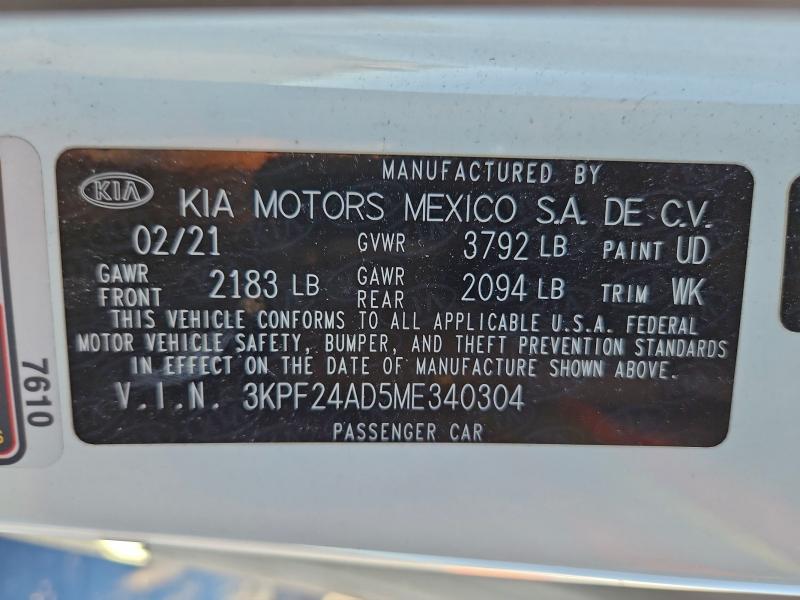 MANUFACTURED BY
KIA KIA MOTORS MEXICO S.A. DE C.V.
02/21 GVWR 3792 LB PAINT UD
GAWR FRONT 2183 LB GAWR REAR 2094 LB TRIM WK
THIS VEHICLE CONFORMS TO ALL APPLICABLE U.S.A. FEDERAL
MOTOR VEHICLE SAFETY, BUMPER, AND THEFT PREVENTION STANDARDS
IN EFFECT ON THE DATE OF MANUFACTURE SHOWN ABOVE.
V.I.N. 3KPF24AD5ME340304
PASSENGER CAR
7610